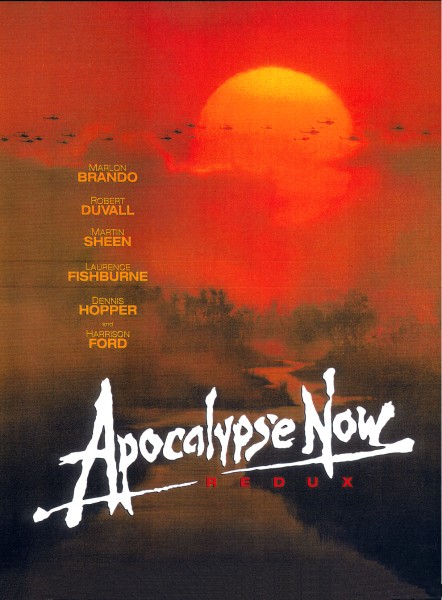 MARLON
BRANDO
ROBERT
DUVALL
MARTIN
SHEEN
LAURENCE
FISHBURNE
DENNIS
HOPPER
and
HARRISON
FORD
APOCALYPSE NOW
REDUX